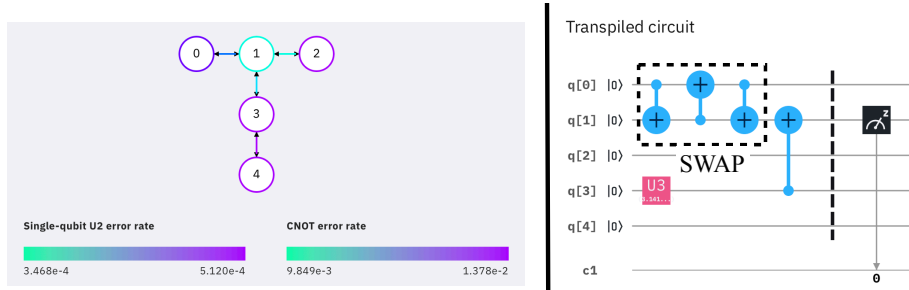 0 1 2
3
4
Single-qubit U2 error rate
3.468e-4 5.120e-4
CNOT error rate
9.849e-3 1.378e-2
Transpiled circuit
q[0] |0⟩
q[1] |0⟩
q[2] |0⟩
q[3] |0⟩
q[4] |0⟩
c1
+ + + +
SWAP
U3
3.141...
z
0